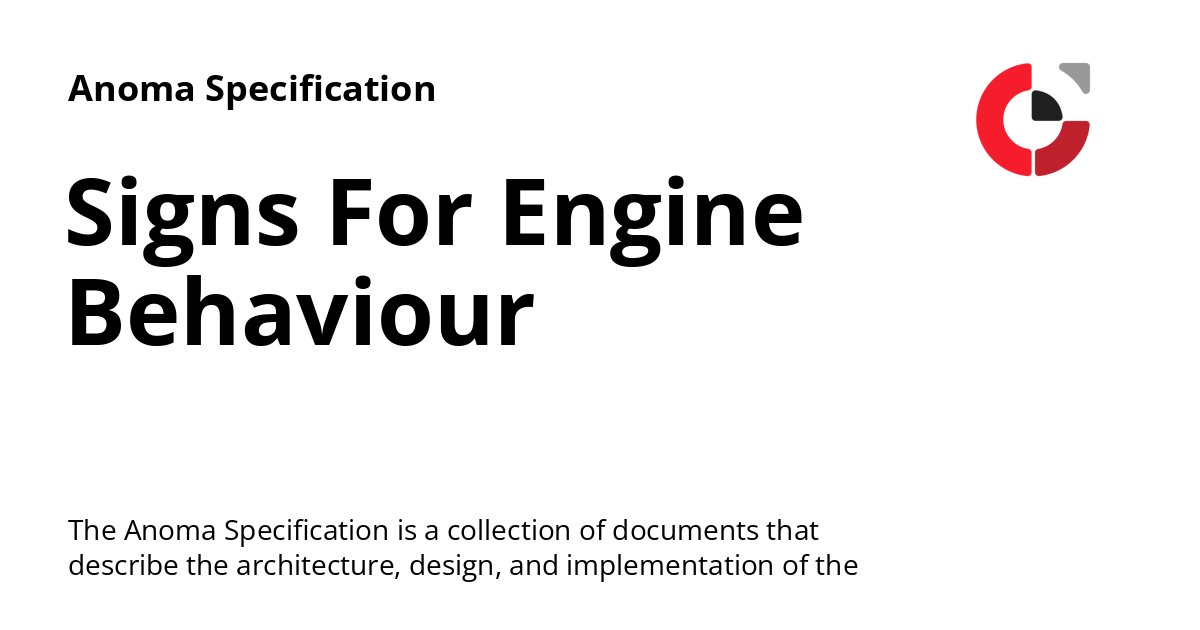 Anoma Specification
Signs For Engine
Behaviour
The Anoma Specification is a collection of documents that
describe the architecture, design, and implementation of the